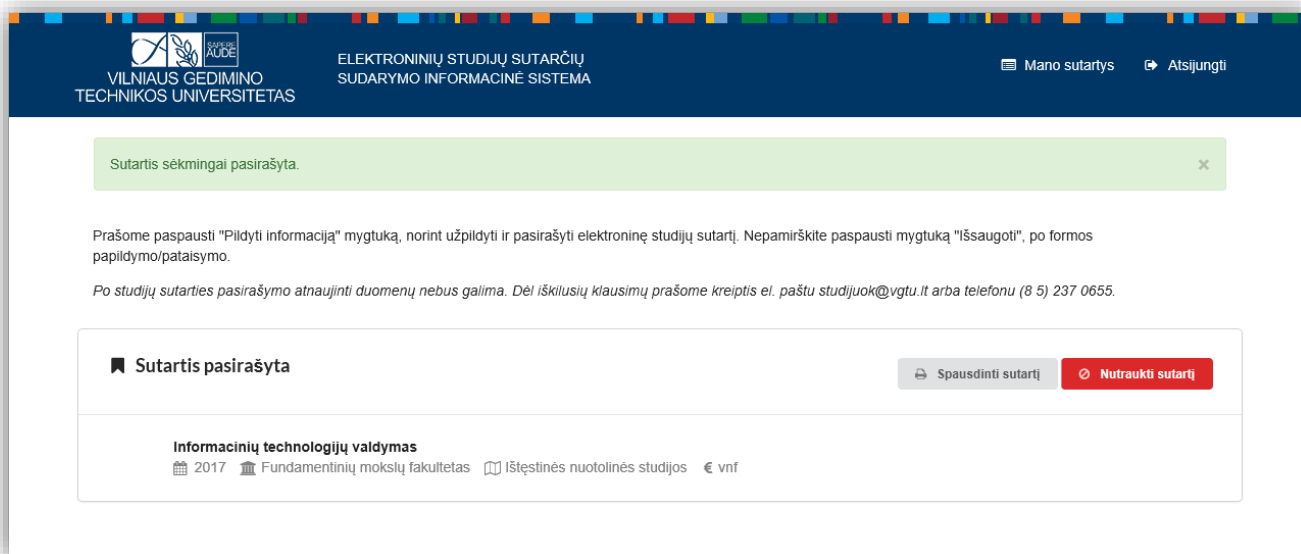 SAPERE
AUDE
VILNIAUS GEDIMINO
TECHNIKOS UNIVERSITETAS
ELEKTRONINIŲ STUDIJŲ SUTARČIŲ
SUDARYMO INFORMACINĖ SISTEMA
Mano sutartys
Atsijungti
Sutartis sėkmingai pasirašyta.
×
Prašome paspausti "Pildyti informaciją" mygtuką, norint užpildyti ir pasirašyti elektroninę studijų sutartį. Nepamirškite paspausti mygtuką "Išsaugoti", po formos
papildymo/pataisymo.
Po studijų sutarties pasirašymo atnaujinti duomenų nebus galima. Dėl iškilusių klausimų prašome kreiptis el. paštu studijuok@vgtu.lt arba telefonu (8 5) 237 0655.
Sutartis pasirašyta
Spausdinti sutartį
Nutraukti sutartį
Informacinių technologijų valdymas
2017 Fundamentinių mokslų fakultetas Ištęstinės nuotolinės studijos € vnf